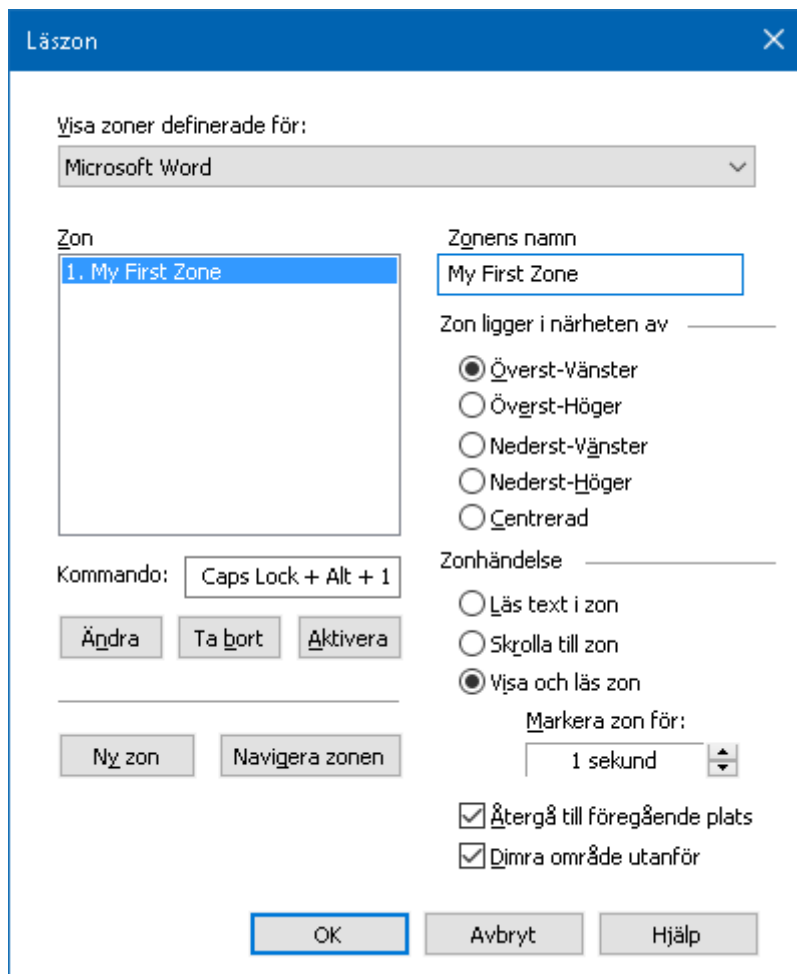 Läszon
Visa zoner definerade för:
Microsoft Word
Zon
1. My First Zone
Kommando: Caps Lock + Alt + 1
Ändra Ta bort Aktivera
Ny zon Navigera zonen
Zonens namn
My First Zone
Zon ligger i närheten av
Överst-Vänster
Överst-Höger
Nederst-Vänster
Nederst-Höger
Centrerad
Zonhändelse
Läs text i zon
Skrolla till zon
Visa och läs zon
Markera zon för:
1 sekund
Återgå till föregående plats
Dimra område utanför
OK Avbryt Hjälp